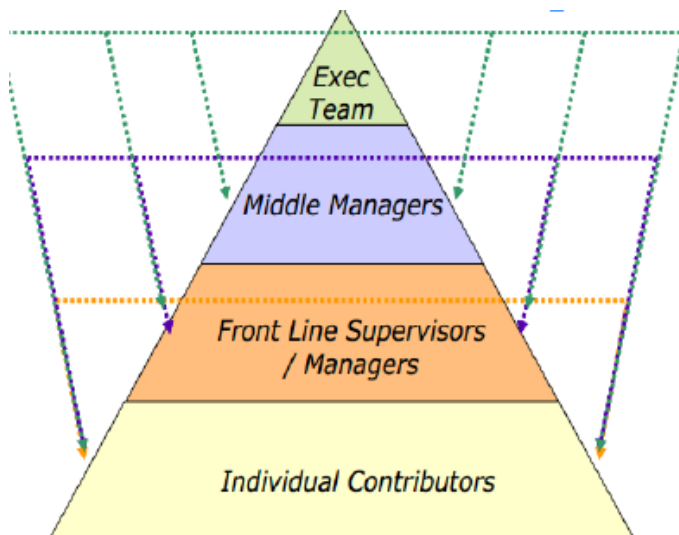 Exec
Team
Middle Managers
Front Line Supervisors
/ Managers
Individual Contributors